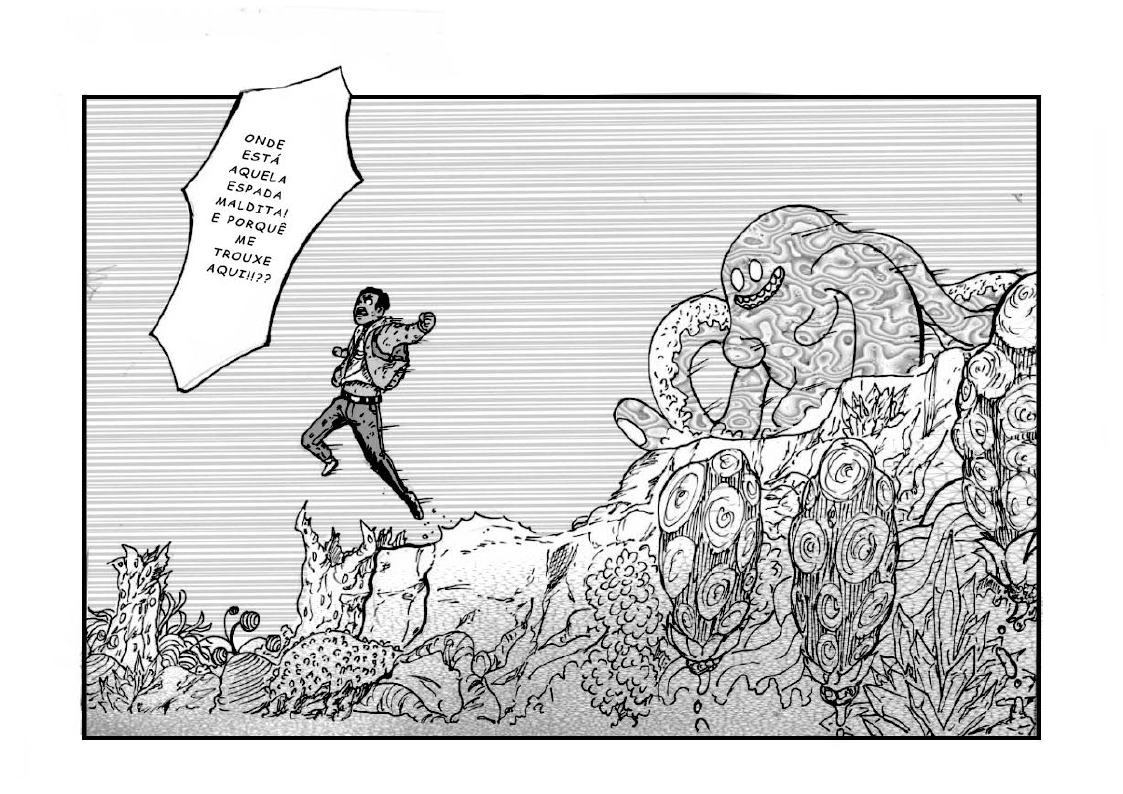 ONDE
ESTÁ
AQUELA
ESPADA
MALDITA!
E PORQUÊ
ME
TROUXE
AQUI!!??